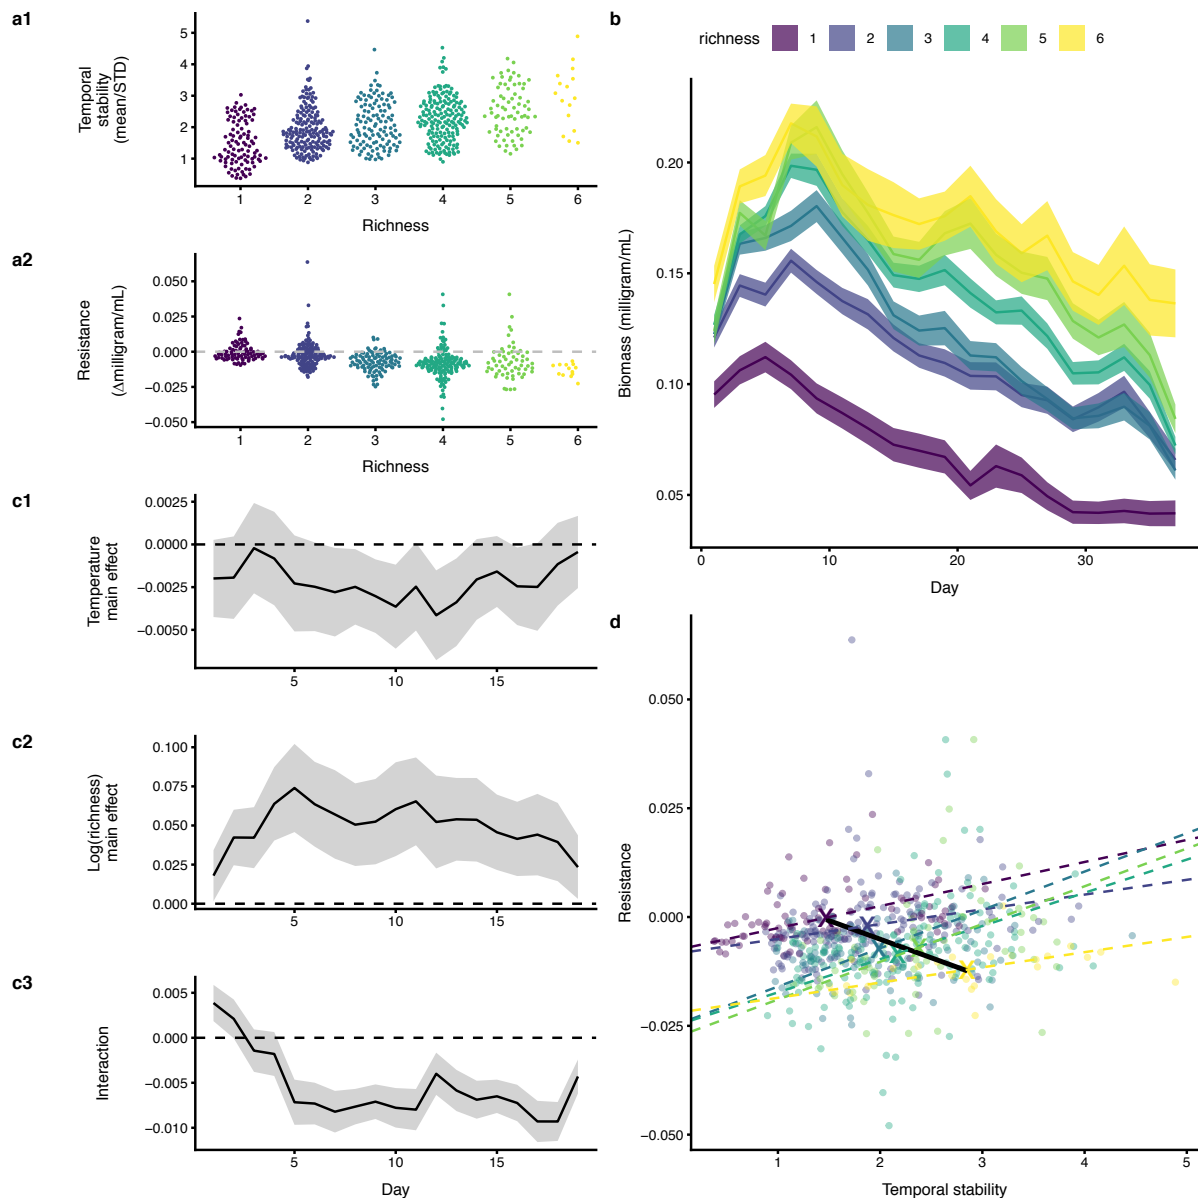 a1
Temporal
stability
(mean/STD)
5
4
3
2
1
1 2 3 4 5 6
Richness
a2
Resistance
(Δmiligram/mL)
0.050
0.025
0.000
−0.025
−0.050
1 2 3 4 5 6
Richness
c1
Temperature
main effect
0.0025
0.0000
−0.0025
−0.0050
5 10 15
c2
Log(richness)
main effect
0.100
0.075
0.050
0.025
0.000
5 10 15
c3
Interaction
0.005
0.000
−0.005
−0.010
5 10 15
Day
b
richness 1 2 3 4 5 6
Biomass (miligram/mL)
0.20
0.15
0.10
0.05
0 10 20 30
Day
d
Resistance
0.050
0.025
0.000
−0.025
−0.050
1 2 3 4 5
Temporal stability